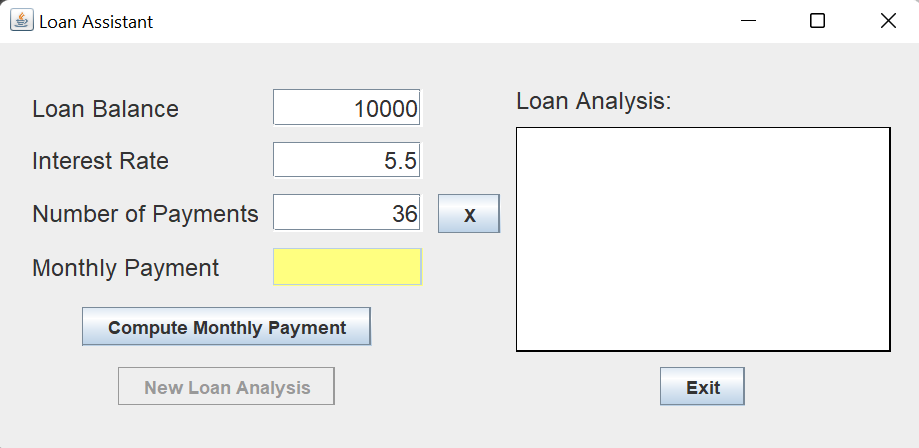 Loan Assistant
Loan Balance 10000
Interest Rate 5.5
Number of Payments 36 X
Monthly Payment
Compute Monthly Payment
New Loan Analysis
Loan Analysis:
Exit